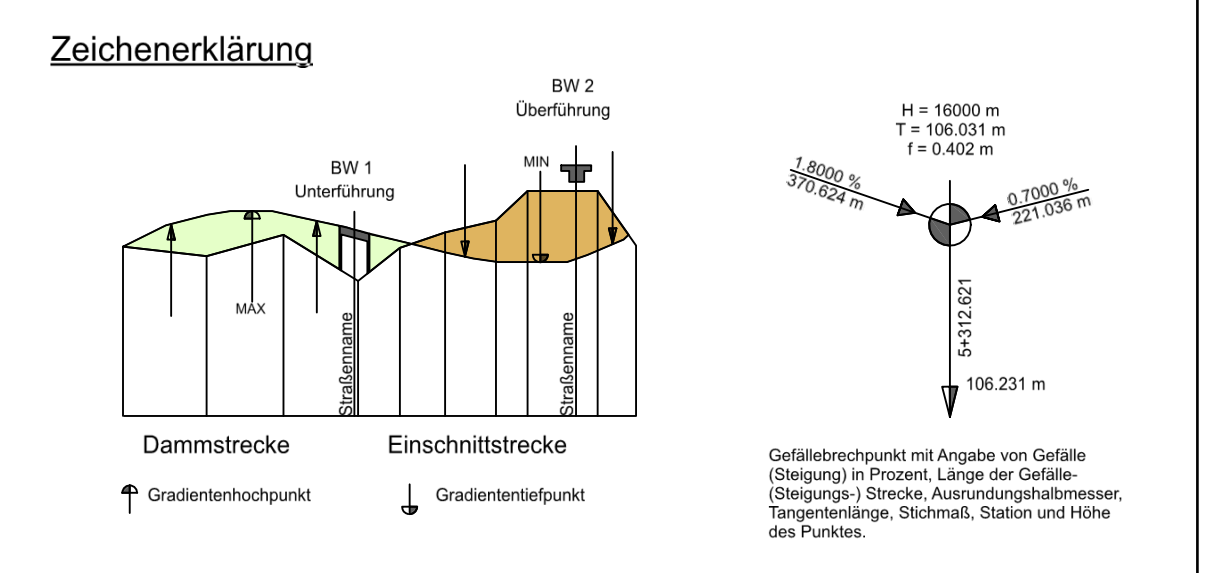 Zeichenerklärung
BW 2
Überführung
BW 1
Unterführung
MIN
MAX
Straßenname
Straßenname
Dammstrecke
Einschnittstrecke
Gradientenhochpunkt
Gradiententiefpunkt
H = 16000 m
T = 106.031 m
f = 0.402 m
1.8000 %
370.624 m
0.7000 %
221.036 m
5+312.621
106.231 m
Gefällebrechpunkt mit Angabe von Gefälle
(Steigung) in Prozent, Länge der Gefälle-
(Steigungs-) Strecke, Ausrundungshalbmesser,
Tangentenlänge, Stichmaß, Station und Höhe
des Punktes.